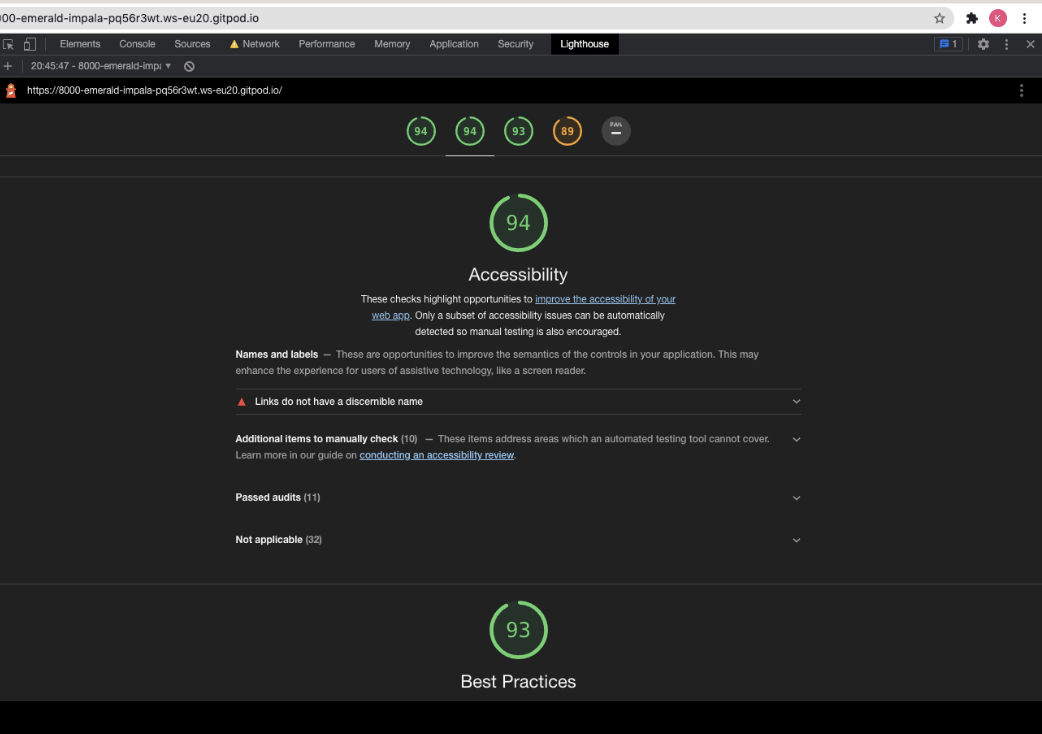 00-emerald-impala-pq56r3wt.ws-eu20.gitpod.io
K
Elements Console Sources Network Performance Memory Application Security Lighthouse 1
20:45:47 - 8000-emerald-imp
https://8000-emerald-impala-pq56r3wt.ws-eu20.gitpod.io/
94 94 93 89 PWA
94
Accessibility
These checks highlight opportunities to improve the accessibility of your
web app. Only a subset of accessibility issues can be automatically
detected so manual testing is also encouraged.
Names and labels — These are opportunities to improve the semantics of the controls in your application. This may
enhance the experience for users of assistive technology, like a screen reader.
Links do not have a discernible name
Additional items to manually check (10) — These items address areas which an automated testing tool cannot cover.
Learn more in our guide on conducting an accessibility review.
Passed audits (11)
Not applicable (32)
93
Best Practices